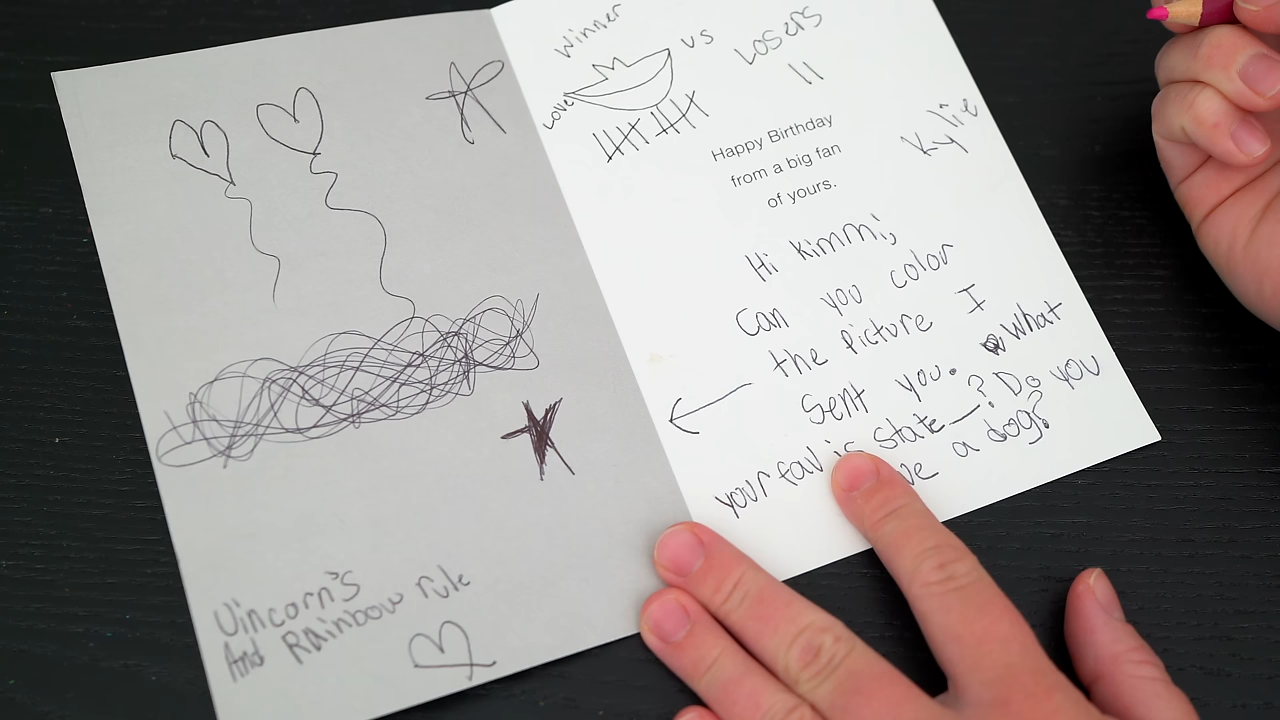 Winner
vs
Losers
Love
Kylie
Happy Birthday
from a big fan
of yours.
Hi Kimmi,
Can you color
the picture I
Sent you. What
your fav is state—? Do you
ve a dog?
Uincorn's
And RAinbow rule